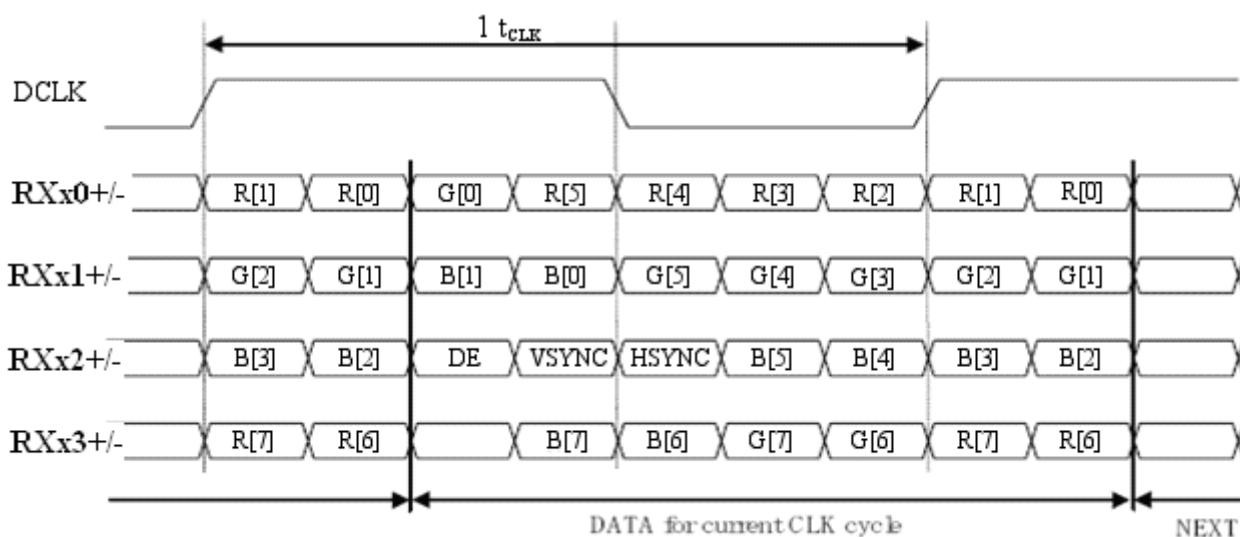 1 tCLK
DCLK
RXx0+/- R[1] R[0] G[0] R[5] R[4] R[3] R[2] R[1] R[0]
RXx1+/- G[2] G[1] B[1] B[0] G[5] G[4] G[3] G[2] G[1]
RXx2+/- B[3] B[2] DE VSYNC HSYNC B[5] B[4] B[3] B[2]
RXx3+/- R[7] R[6] B[7] B[6] G[7] G[6] R[7] R[6]
DATA for current CLK cycle NEXT